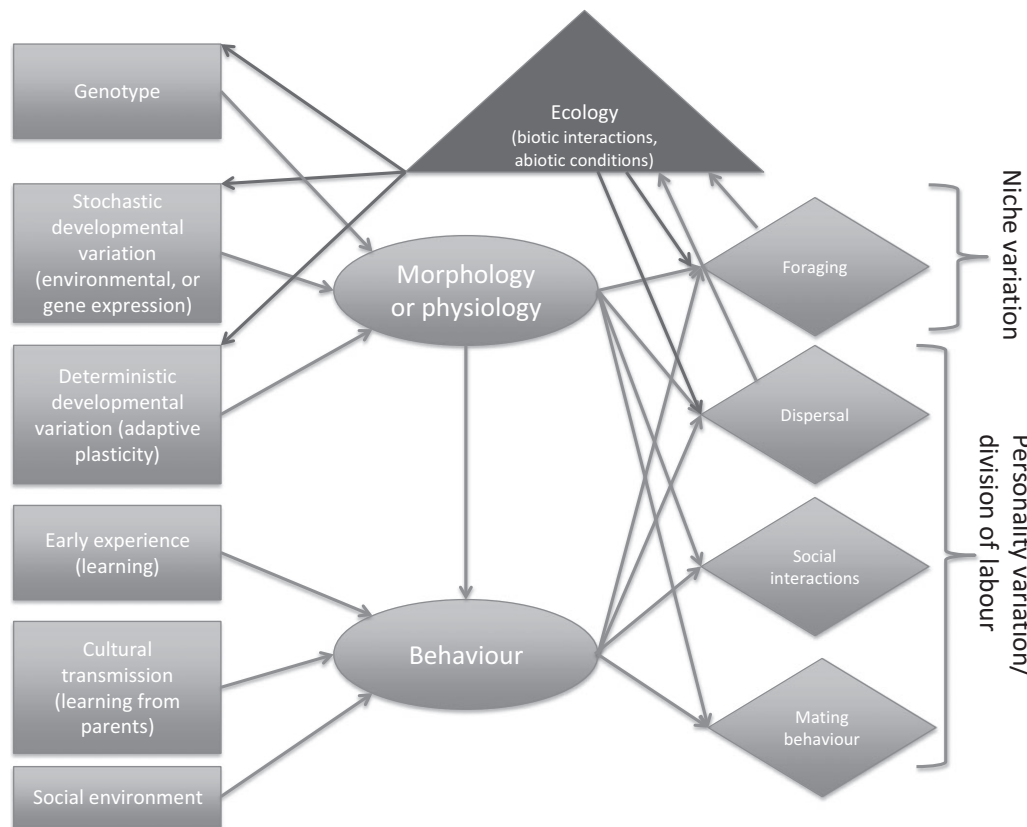 Genotype
Stochastic
developmental
variation
(environmental, or
gene expression)
Deterministic
developmental
variation (adaptive
plasticity)
Early experience
(learning)
Cultural
transmission
(learning from
parents)
Social environment
Ecology
(biotic interactions,
abiotic conditions)
Morphology
or physiology
Behaviour
Foraging
Dispersal
Social
interactions
Mating
behaviour
Niche
variation
Personality variation/
division of labour